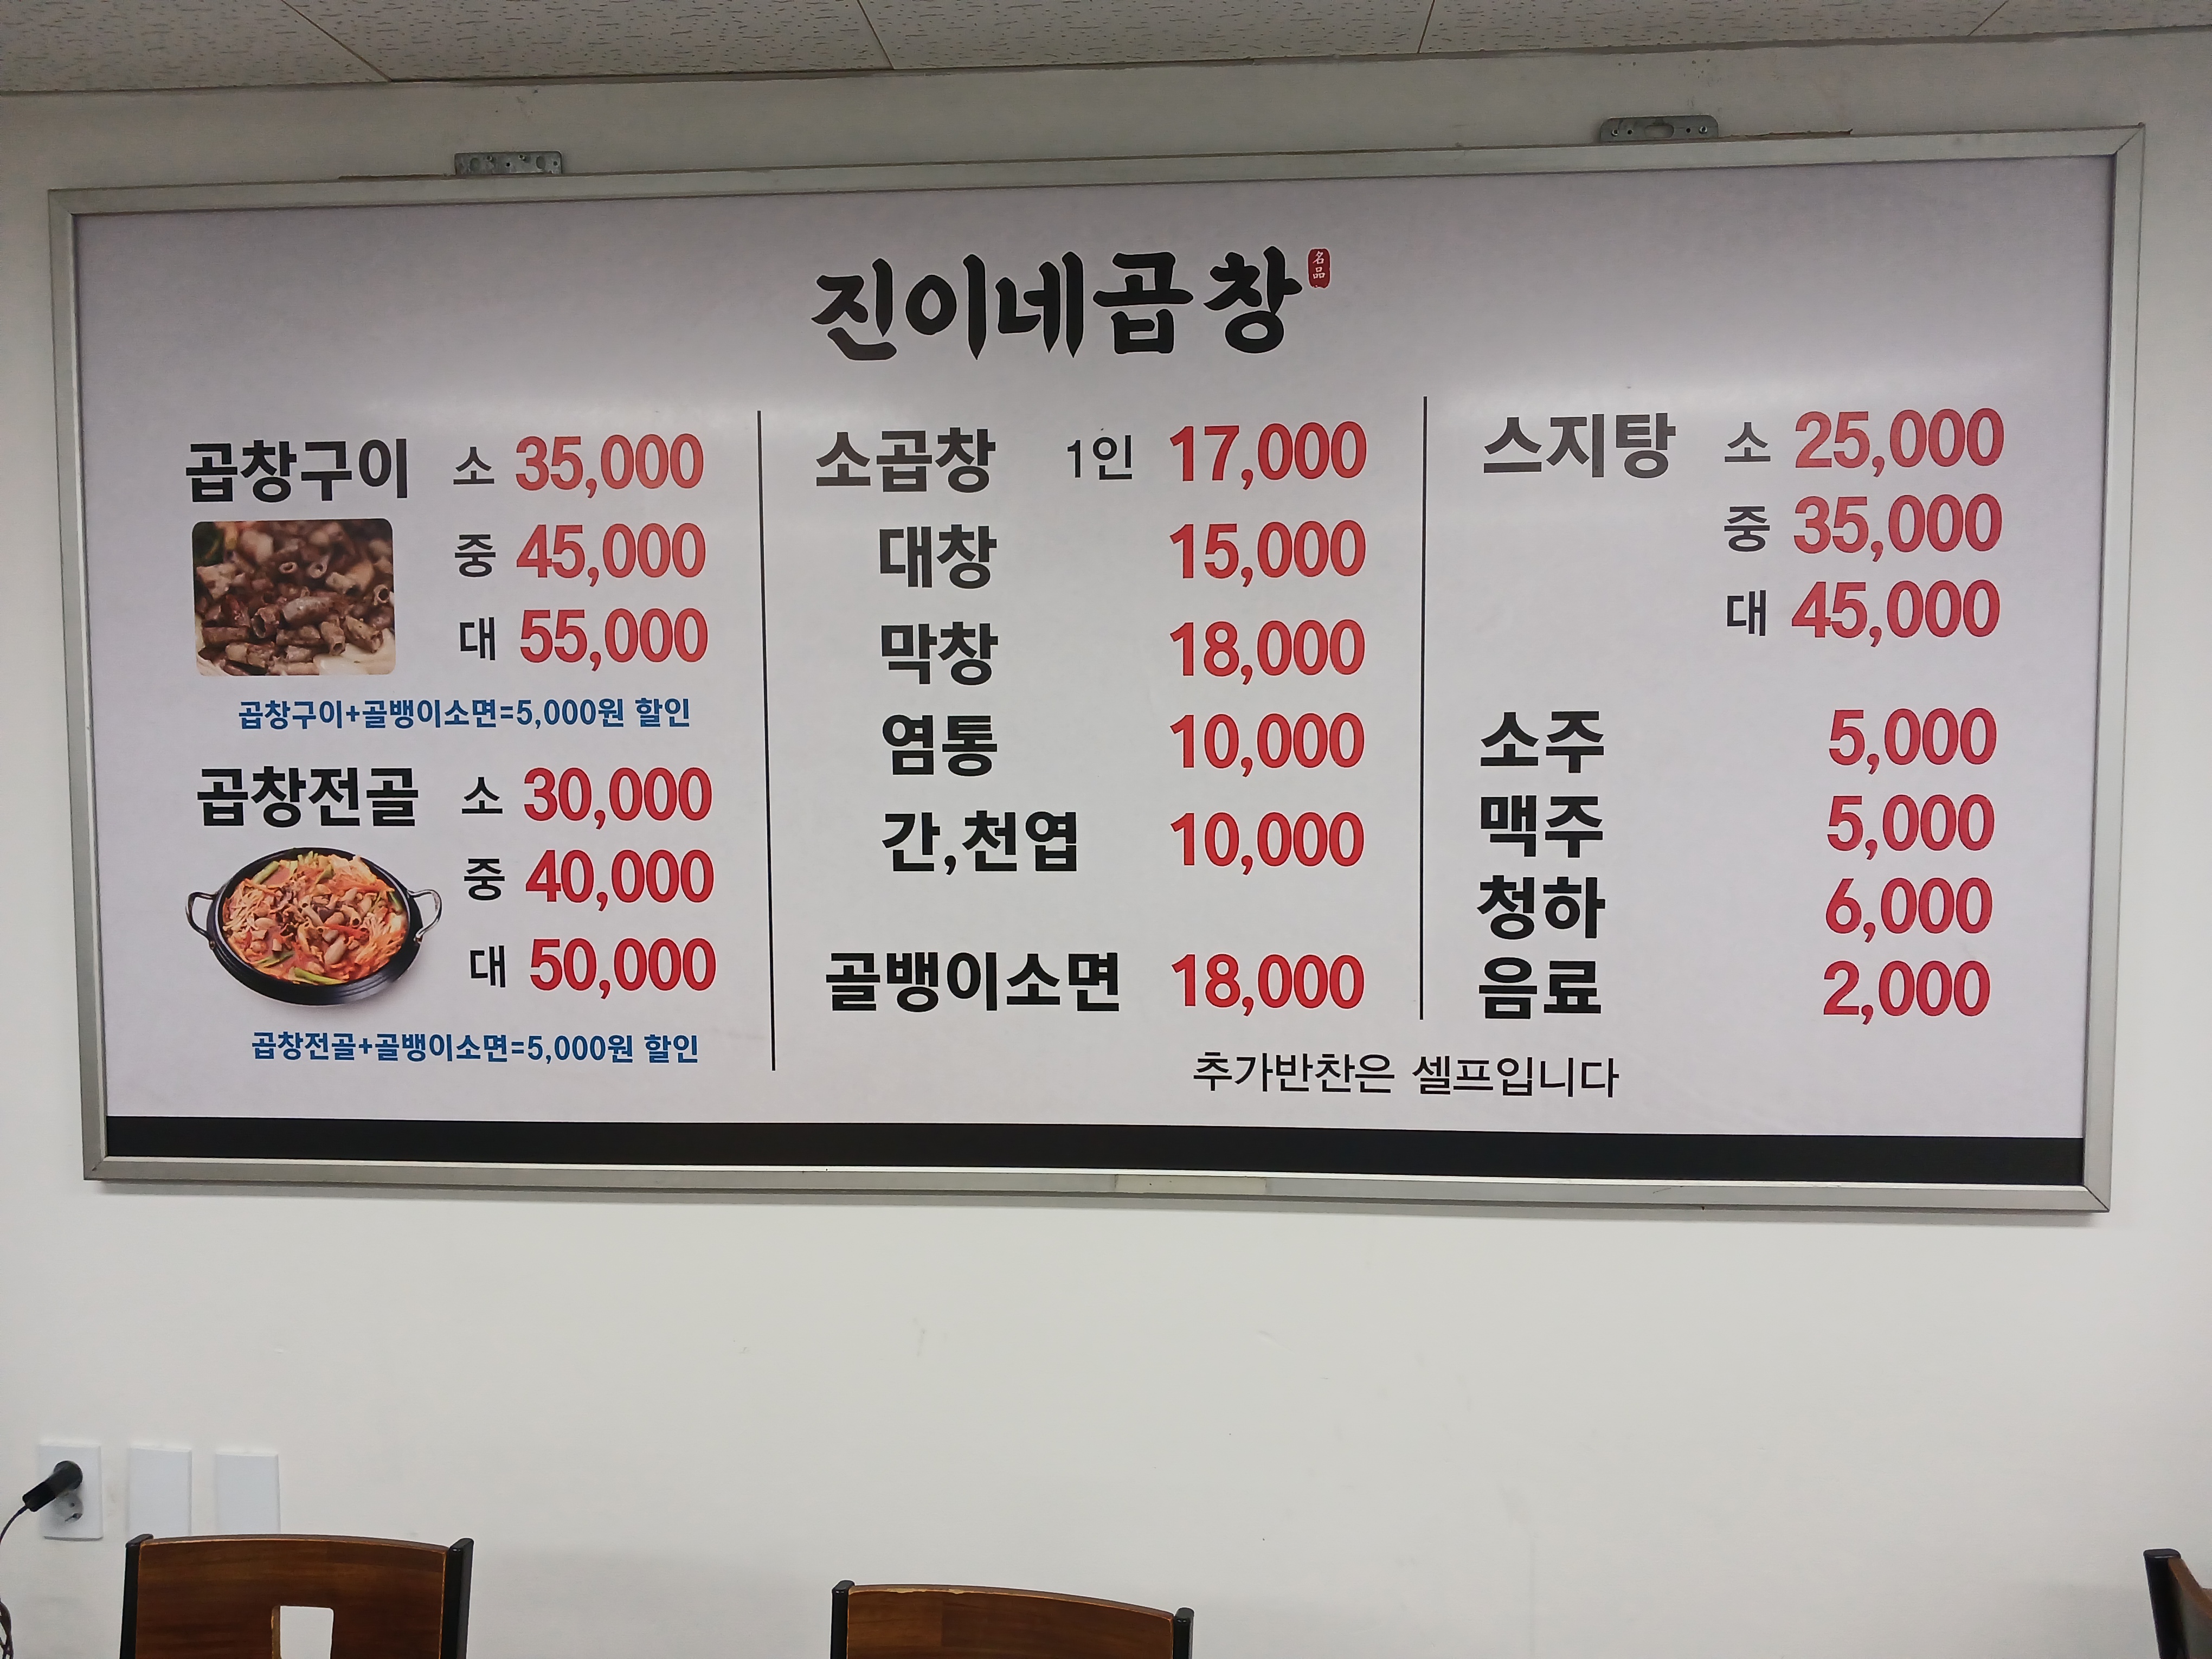 진이네곱창 名品
곱창구이 소 35,000
중 45,000
대 55,000
곱창구이+골뱅이소면=5,000원 할인
곱창전골 소 30,000
중 40,000
대 50,000
곱창전골+골뱅이소면=5,000원 할인
소곱창 1인 17,000
대창 15,000
막창 18,000
염통 10,000
간,천엽 10,000
골뱅이소면 18,000
스지탕 소 25,000
중 35,000
대 45,000
소주 5,000
맥주 5,000
청하 6,000
음료 2,000
추가반찬은 셀프입니다